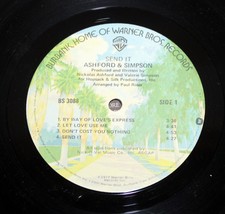 BURBANK, HOME OF WARNER BROS. RECORDS
SEND IT
ASHFORD & SIMPSON
Produced and Written by
Nickolas Ashford and Valerie Simpson
for Hopsack & Silk Productions, Inc.
Arranged by Paul Riser
BS 3088
SIDE 1
1. BY WAY OF LOVE'S EXPRESS
2. LET LOVE USE ME
3. DON'T COST YOU NOTHING
4. SEND IT